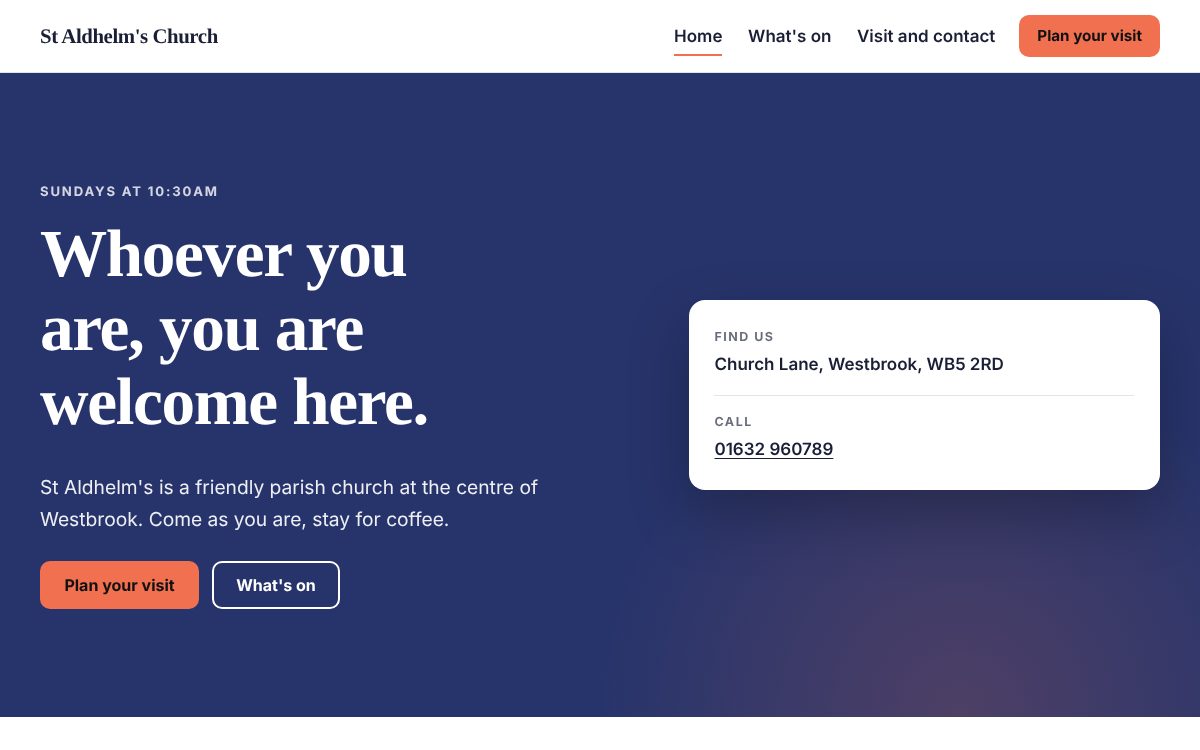 St Aldhelm's Church
Home
What's on
Visit and contact
Plan your visit
SUNDAYS AT 10:30AM
Whoever you
are, you are
welcome here.
St Aldhelm's is a friendly parish church at the centre of
Westbrook. Come as you are, stay for coffee.
Plan your visit
What's on
FIND US
Church Lane, Westbrook, WB5 2RD
CALL
01632 960789